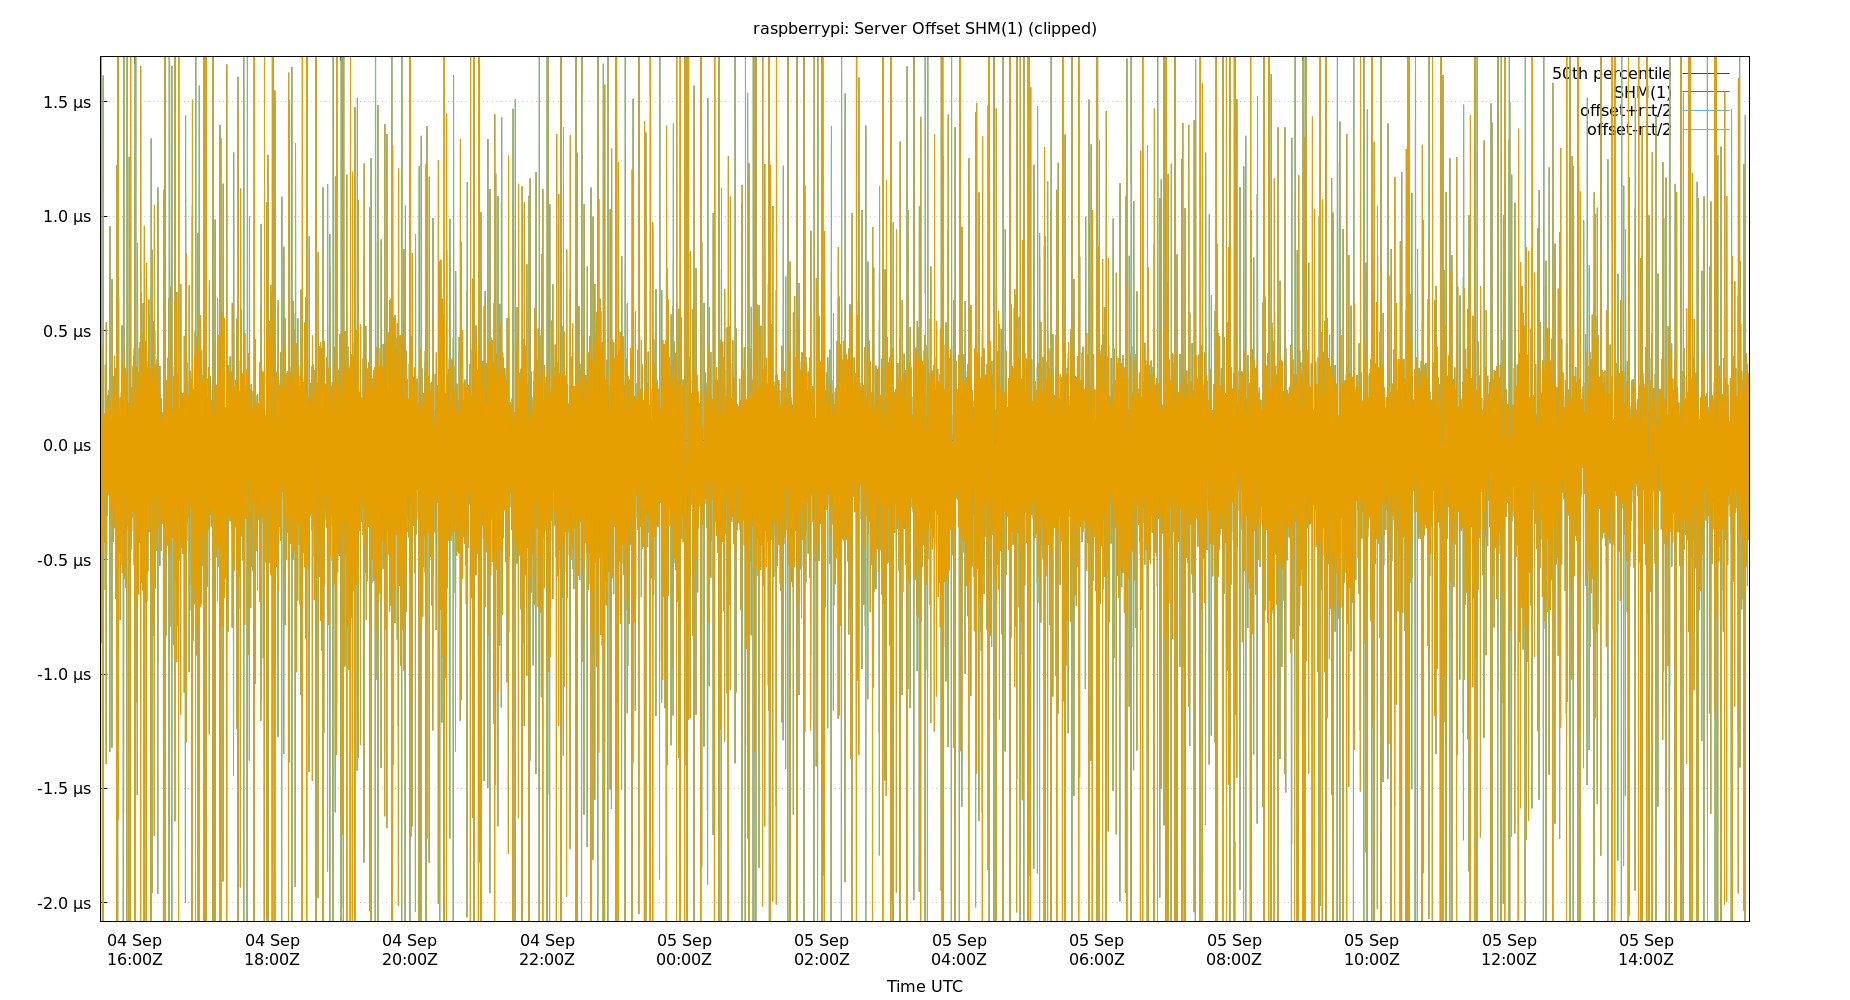 raspberrypi: Server Offset SHM(1) (clipped)
50th percentile
SHM(1)
offset+rtt/2
offset-rtt/2
1.5 µs
1.0 µs
0.5 µs
0.0 µs
-0.5 µs
-1.0 µs
-1.5 µs
-2.0 µs
04 Sep 04 Sep 04 Sep 04 Sep 05 Sep 05 Sep 05 Sep 05 Sep 05 Sep 05 Sep 05 Sep 05 Sep
16:00Z 18:00Z 20:00Z 22:00Z 00:00Z 02:00Z 04:00Z 06:00Z 08:00Z 10:00Z 12:00Z 14:00Z
Time UTC